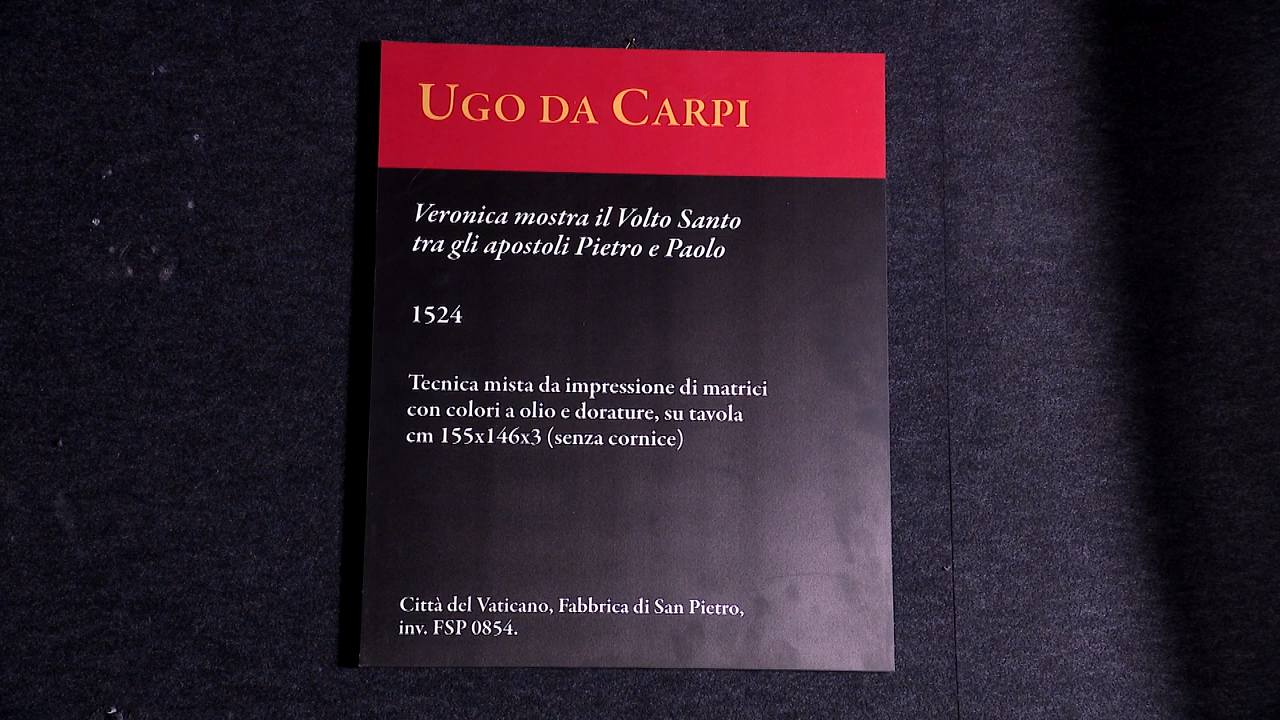 UGO DA CARPI
Veronica mostra il Volto Santo
tra gli apostoli Pietro e Paolo
1524
Tecnica mista da impressione di matrici
con colori a olio e dorature, su tavola
cm 155x146x3 (senza cornice)
Città del Vaticano, Fabbrica di San Pietro,
inv. FSP 0854.